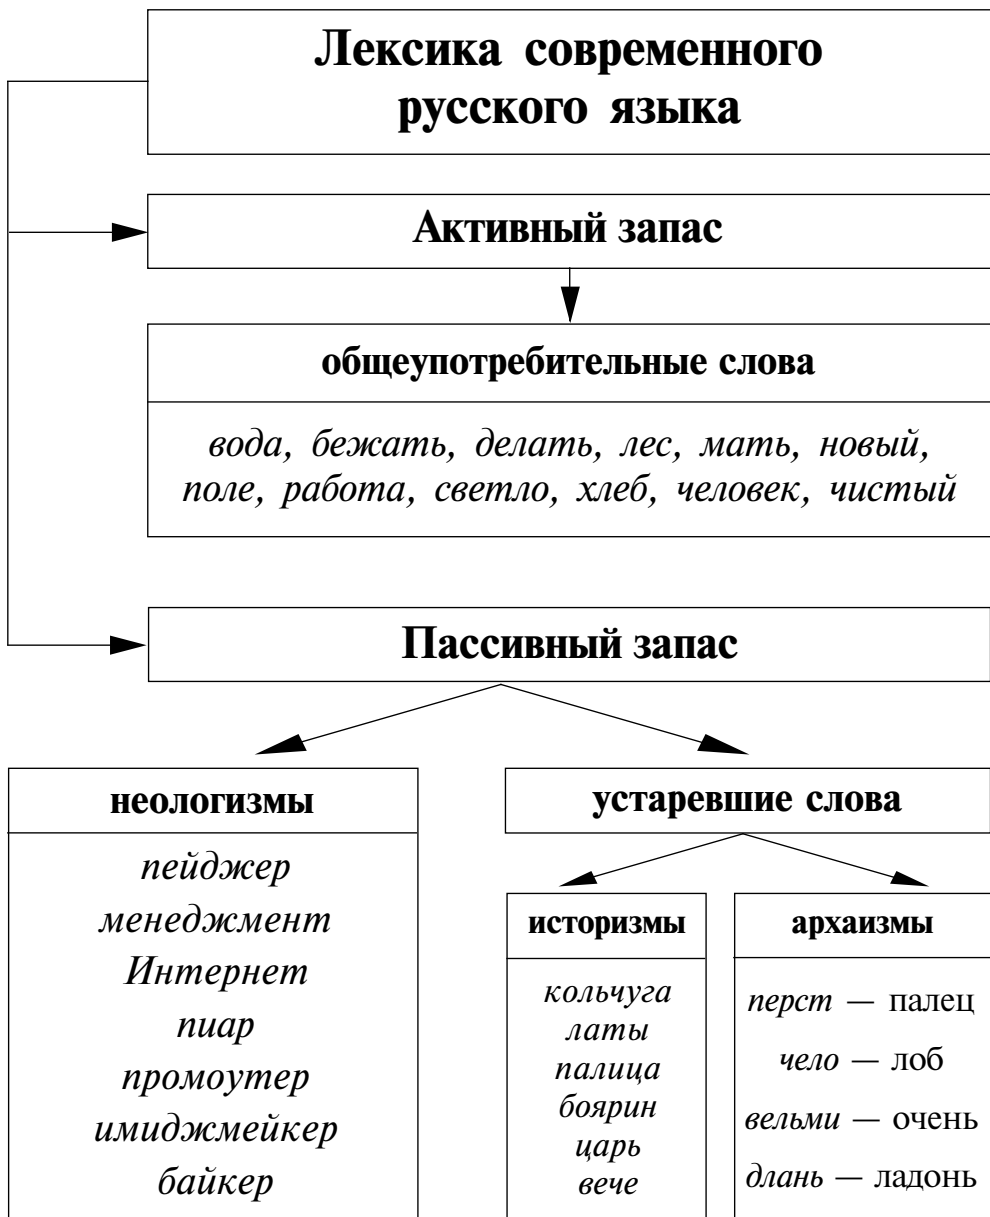 Лексика современного
русского языка
Активный запас
общеупотребительные слова
вода, бежать, делать, лес, мать, новый,
поле, работа, светло, хлеб, человек, чистый
Пассивный запас
неологизмы
пейджер
менеджмент
Интернет
пиар
промоутер
имиджмейкер
байкер
устаревшие слова
историзмы
кольчуга
латы
палица
боярин
царь
вече
архаизмы
перст — палец
чело — лоб
вельми — очень
длань — ладонь